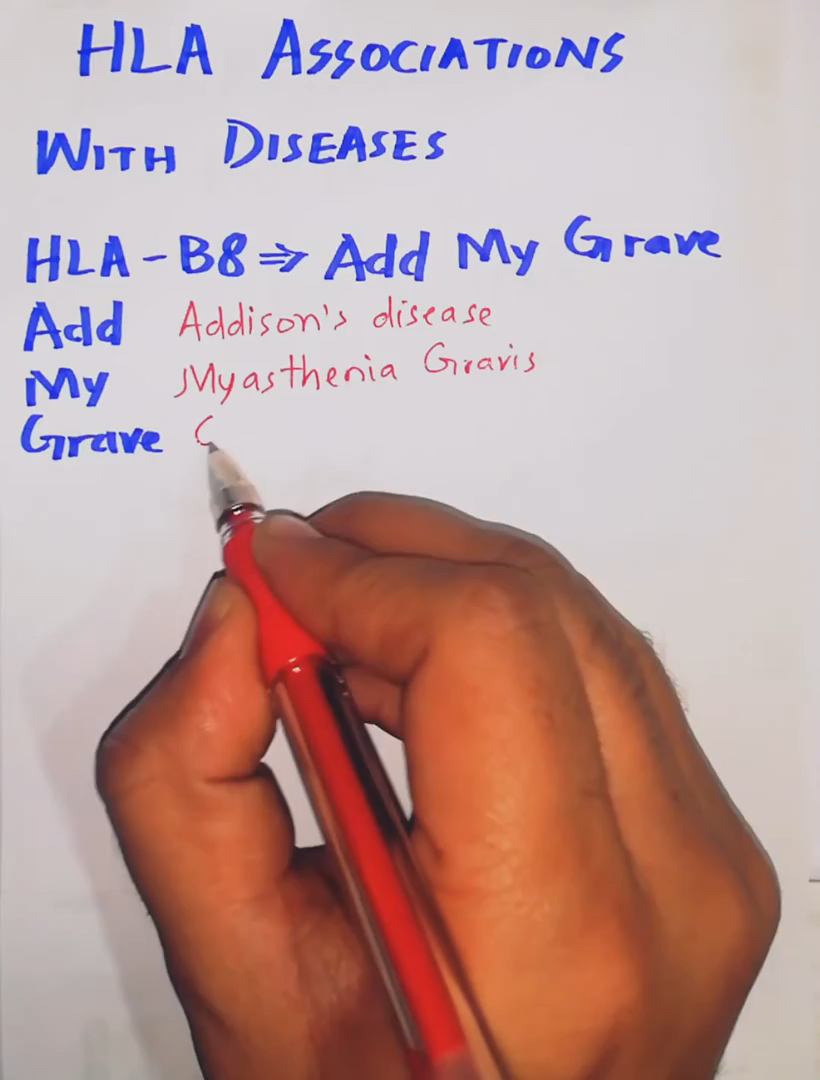 HLA ASSOCIATIONS
WITH DISEASES
HLA-B8 ⇒ Add My Grave
Add Addison's disease
My Myasthenia Gravis
Grave